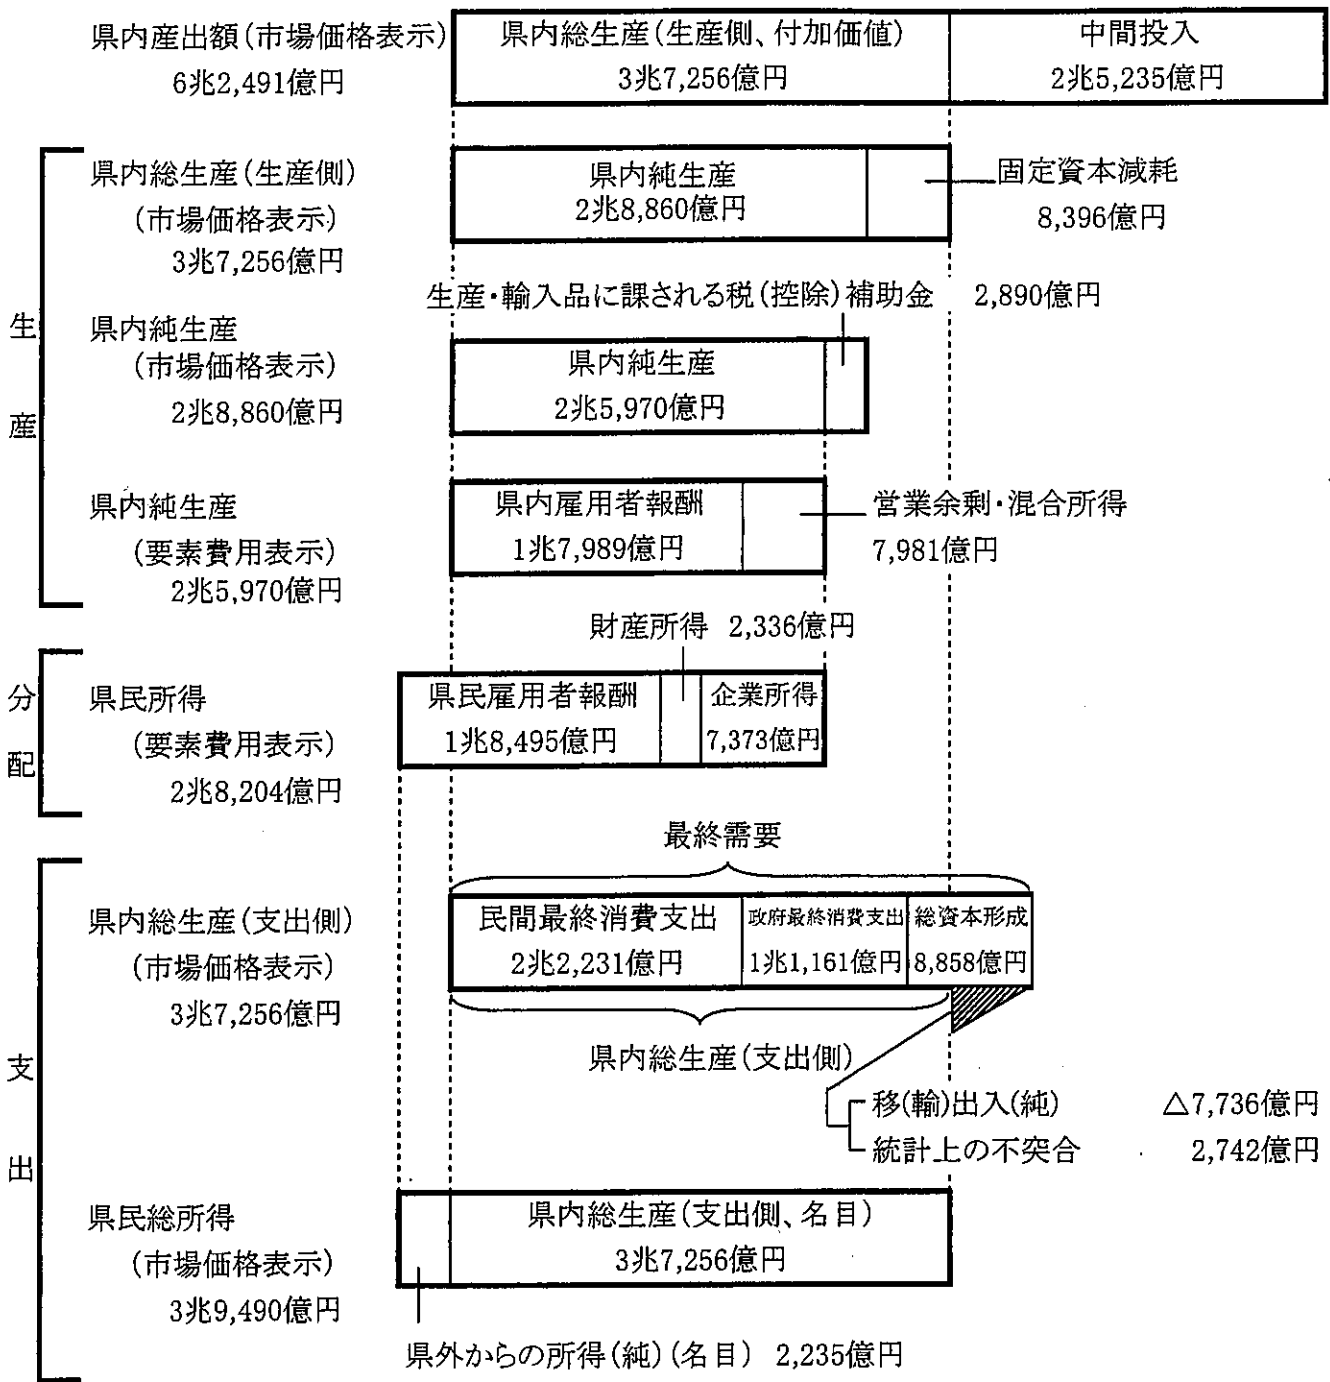 県内産出額(市場価格表示)
6兆2,491億円
県内総生産(生産側、付加価値)
3兆7,256億円
中間投入
2兆5,235億円
生産
県内総生産(生産側)
(市場価格表示)
3兆7,256億円
県内純生産
2兆8,860億円
固定資本減耗
8,396億円
生産・輸入品に課される税(控除)補助金 2,890億円
県内純生産
(市場価格表示)
2兆8,860億円
県内純生産
2兆5,970億円
県内純生産
(要素費用表示)
2兆5,970億円
県内雇用者報酬
1兆7,989億円
営業余剰・混合所得
7,981億円
分配
財産所得 2,336億円
県民所得
(要素費用表示)
2兆8,204億円
県民雇用者報酬
1兆8,495億円
企業所得
7,373億円
支出
最終需要
県内総生産(支出側)
(市場価格表示)
3兆7,256億円
民間最終消費支出
2兆2,231億円
政府最終消費支出
1兆1,161億円
総資本形成
8,858億円
県内総生産(支出側)
移(輸)出入(純) △7,736億円
統計上の不突合 2,742億円
県民総所得
(市場価格表示)
3兆9,490億円
県内総生産(支出側、名目)
3兆7,256億円
県外からの所得(純)(名目) 2,235億円